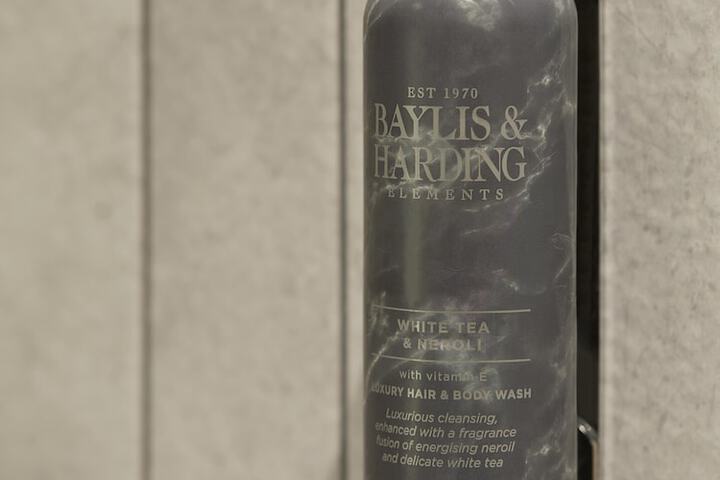 EST 1970
BAYLIS &
HARDING
ELEMENTS
WHITE TEA
& NEROLI
with vitamin E
LUXURY HAIR & BODY WASH
Luxurious cleansing,
enhanced with a fragrance
fusion of energising neroil
and delicate white tea